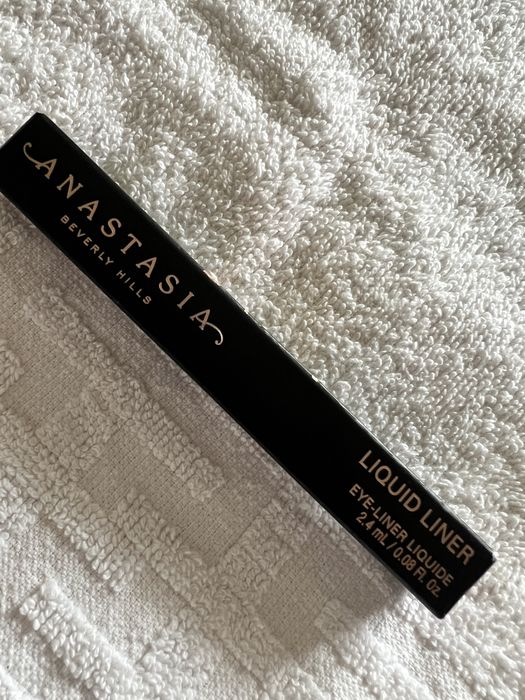 ANASTASIA
BEVERLY HILLS
LIQUID LINER
EYE-LINER LIQUIDE
2.4 mL / 0.08 Fl. oz.